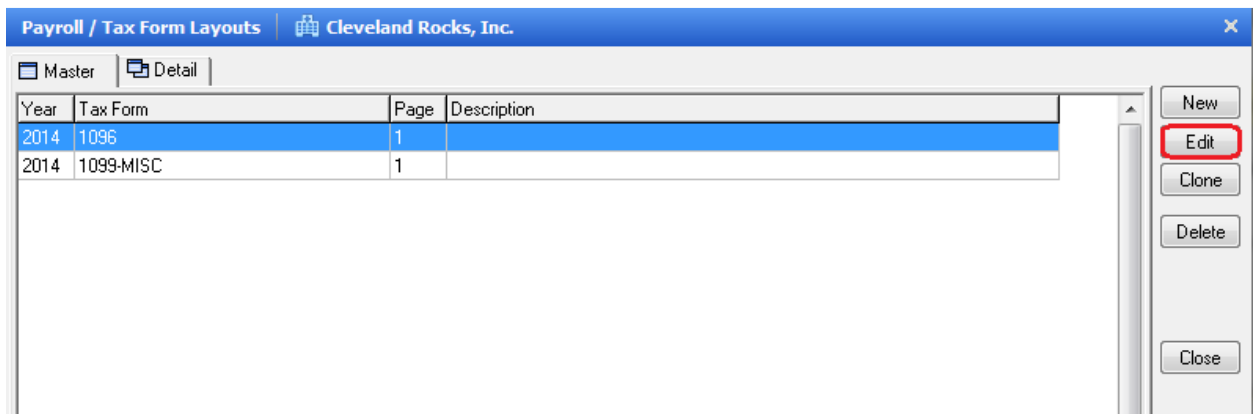 Payroll / Tax Form Layouts Cleveland Rocks, Inc.
Master Detail
Year Tax Form Page Description
2014 1096 1
2014 1099-MISC 1
New
Edit
Clone
Delete
Close